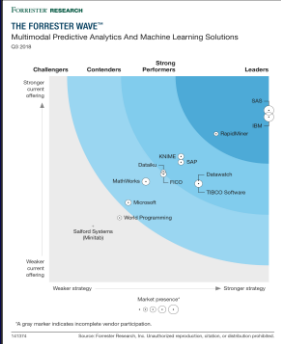 FORRESTER® RESEARCH
THE FORRESTER WAVE™
Multimodal Predictive Analytics And Machine Learning Solutions
Q3 2018
Challengers Contenders Strong Performers Leaders
Stronger current offering
SAS
IBM
RapidMiner
KNIME
SAP
Dataiku
Datawatch
MathWorks
FICO
TIBCO Software
Microsoft
World Programming
Salford Systems
(Minitab)
Weaker current offering
Weaker strategy Stronger strategy
Market presence*
*A gray marker indicates incomplete vendor participation.
Source: Forrester Research, Inc. Unauthorized reproduction, citation, or distribution prohibited.